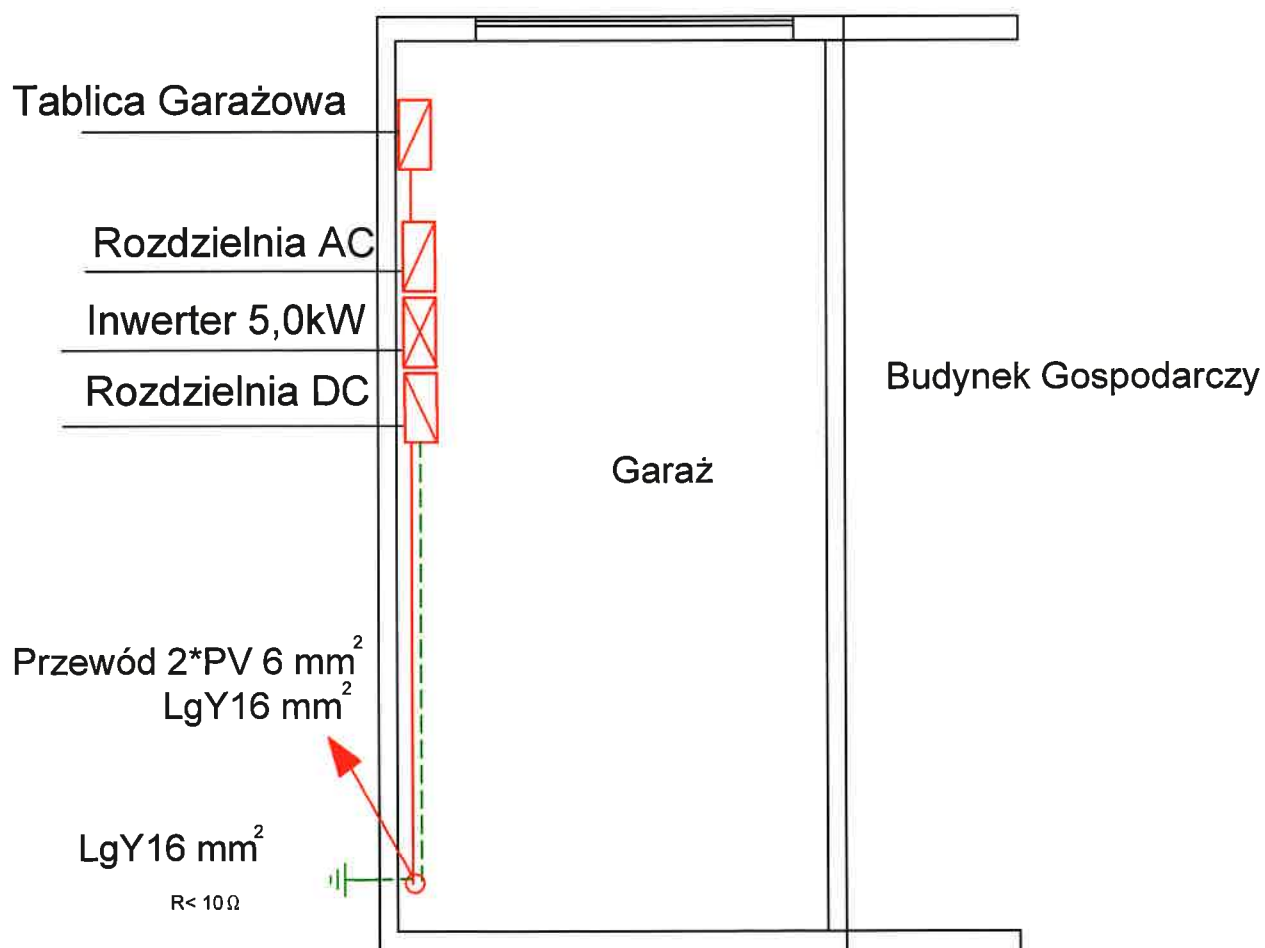 Tablica Garażowa
Rozdzielnia AC
Inwerter 5,0kW
Rozdzielnia DC
Budynek Gospodarczy
Garaż
Przewód 2*PV 6 mm²
LgY16 mm²
LgY16 mm²
R< 10 Ω